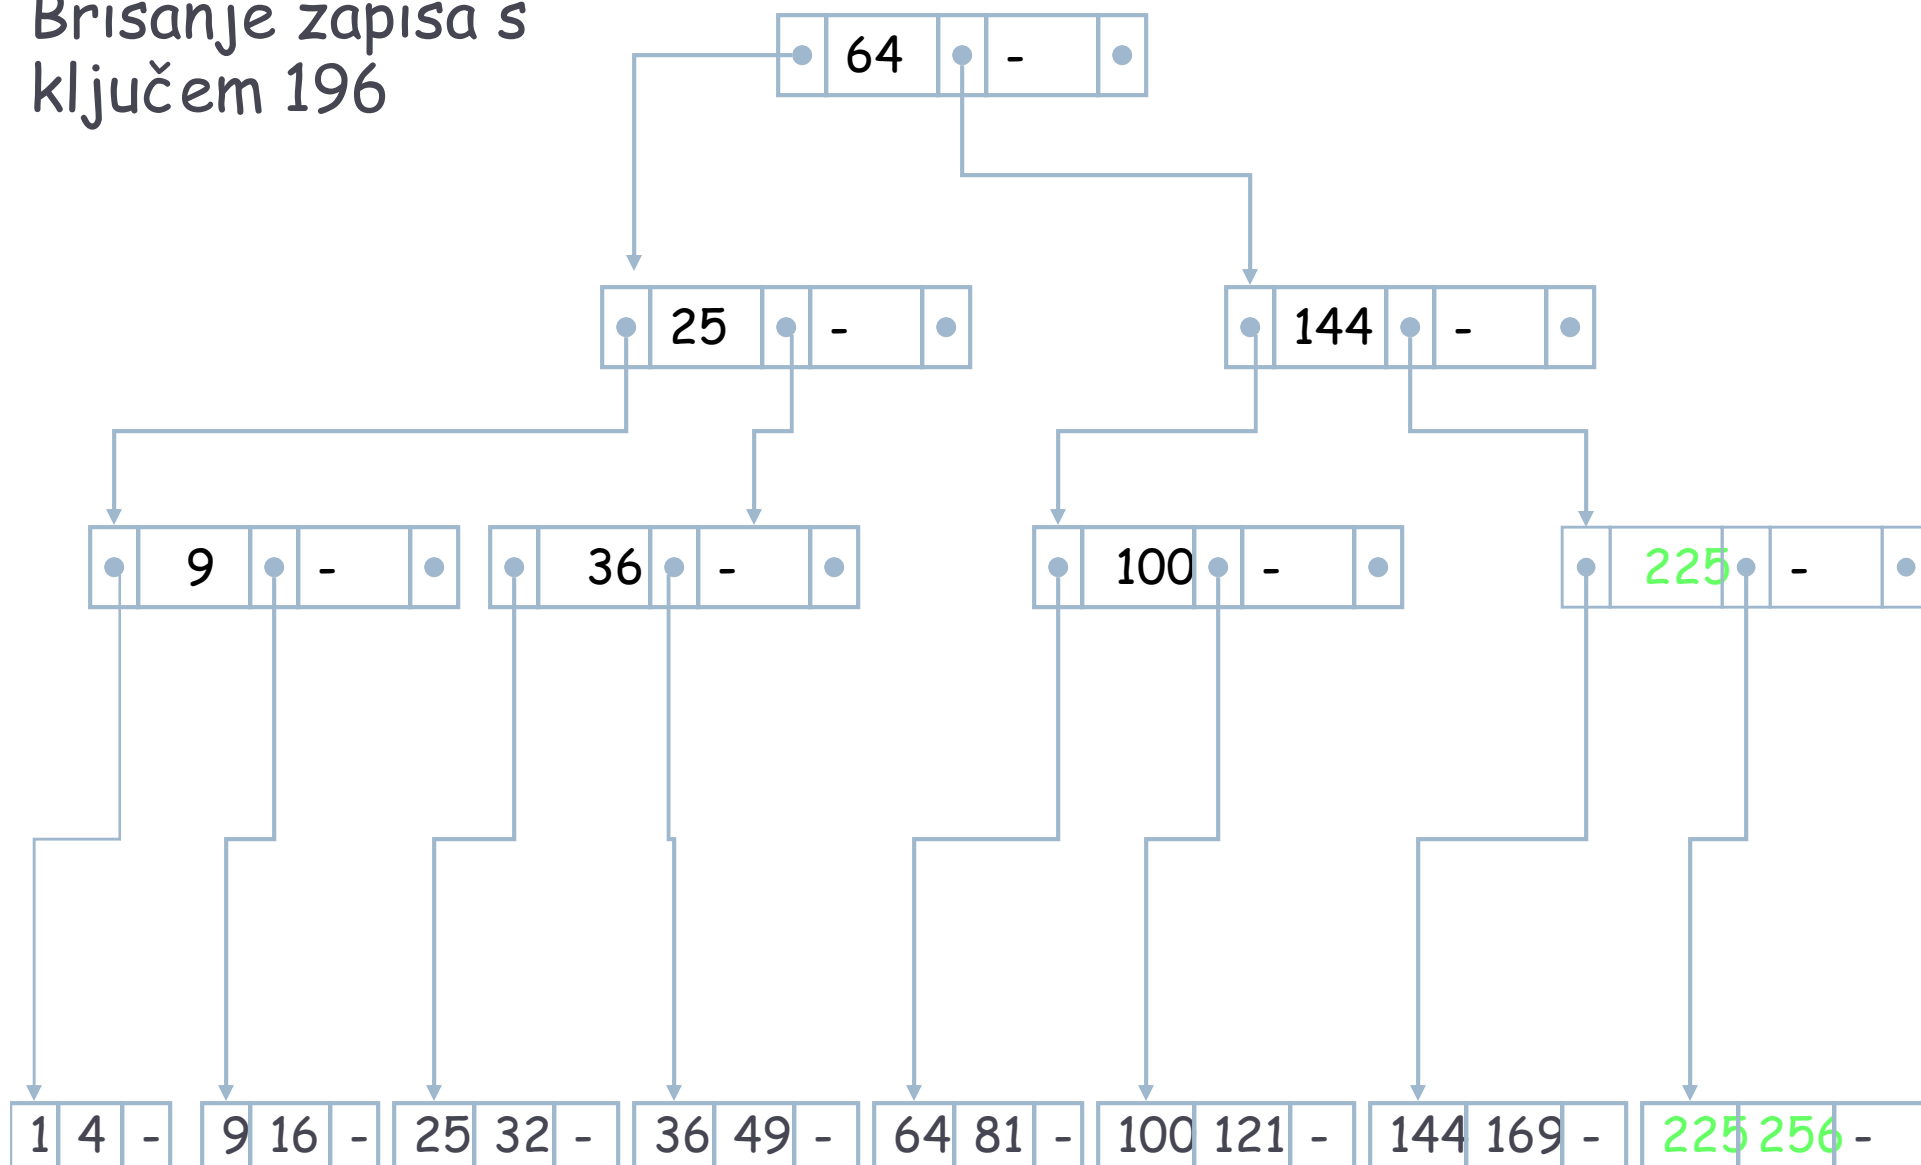 Brisanje zapisa s
ključem 196
64 -
25 - 144 -
9 - 36 - 100 - 225 -
1 4 - 9 16 - 25 32 - 36 49 - 64 81 - 100 121 - 144 169 - 225 256 -